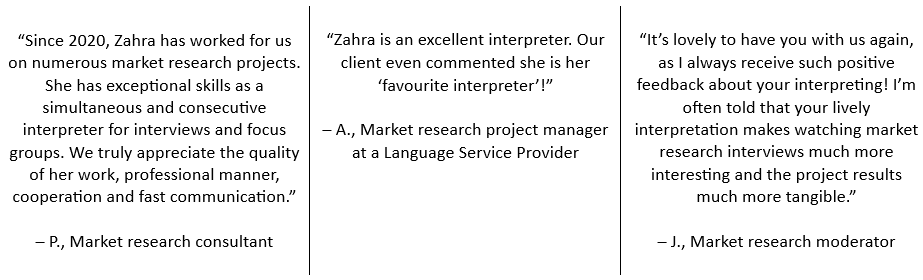 “Since 2020, Zahra has worked for us
on numerous market research projects.
She has exceptional skills as a
simultaneous and consecutive
interpreter for interviews and focus
groups. We truly appreciate the quality
of her work, professional manner,
cooperation and fast communication.”
– P., Market research consultant
“Zahra is an excellent interpreter. Our
client even commented she is her
‘favourite interpreter’!”
– A., Market research project manager
at a Language Service Provider
“It’s lovely to have you with us again,
as I always receive such positive
feedback about your interpreting! I’m
often told that your lively
interpretation makes watching market
research interviews much more
interesting and the project results
much more tangible.”
– J., Market research moderator